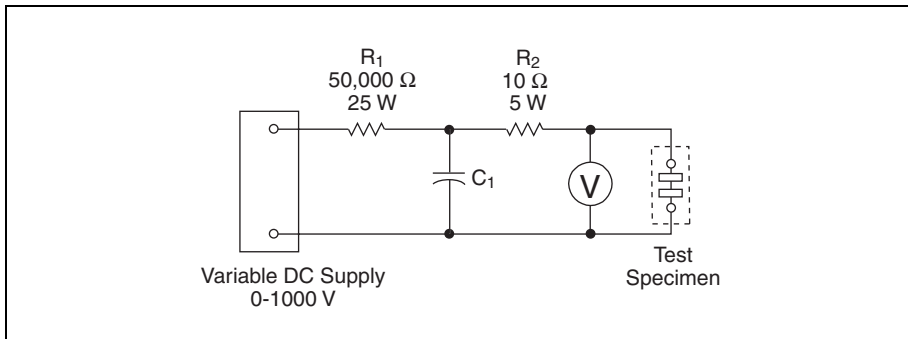 R₁
50,000 Ω
25 W
R₂
10 Ω
5 W
C₁
V
Test
Specimen
Variable DC Supply
0-1000 V